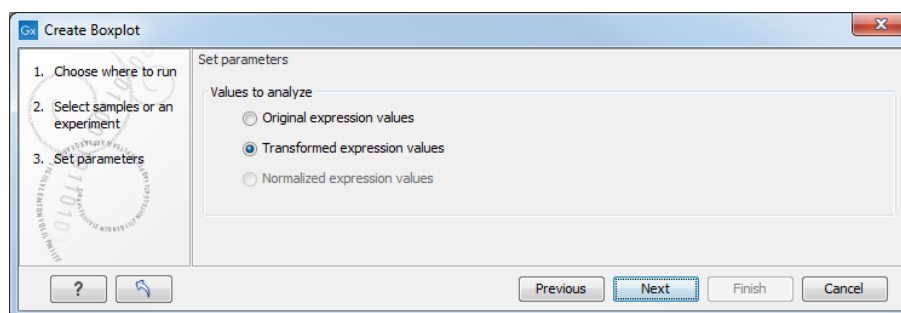 Gx Create Boxplot
1. Choose where to run
2. Select samples or an
experiment
3. Set parameters
Set parameters
Values to analyze
Original expression values
Transformed expression values
Normalized expression values
?
Previous
Next
Finish
Cancel